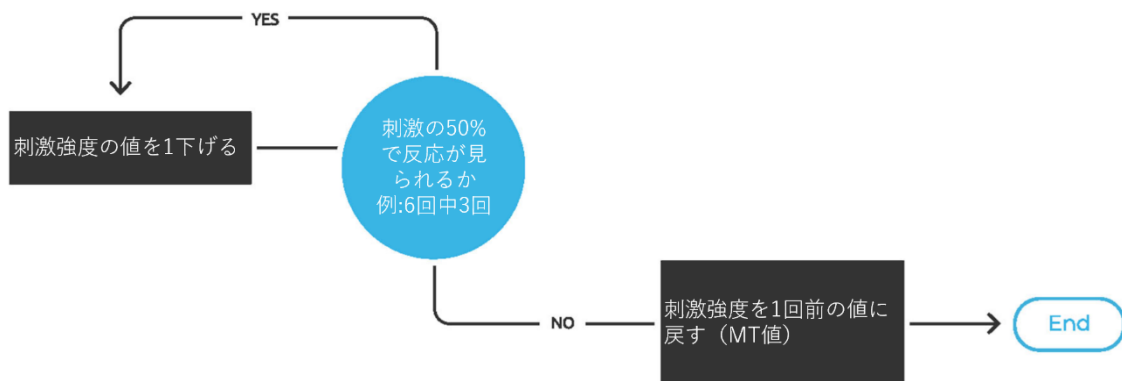 YES
刺激強度の値を1下げる
刺激の50%
で反応が見
られるか
例:6回中3回
NO
刺激強度を1回前の値に
戻す（MT値）
End